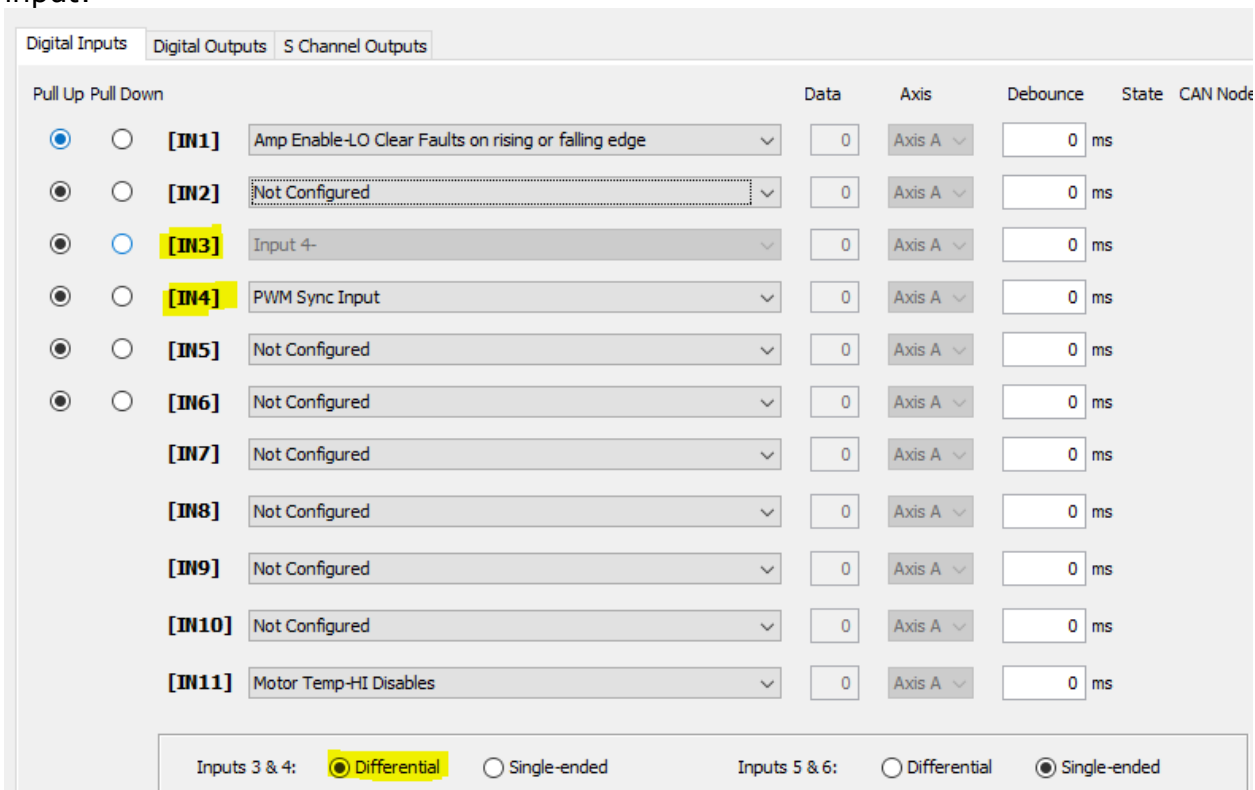 input.
Digital Inputs Digital Outputs S Channel Outputs
Pull Up Pull Down Data Axis Debounce State CAN Node
[IN1] Amp Enable-LO Clear Faults on rising or falling edge 0 Axis A 0 ms
[IN2] Not Configured 0 Axis A 0 ms
[IN3] Input 4- 0 Axis A 0 ms
[IN4] PWM Sync Input 0 Axis A 0 ms
[IN5] Not Configured 0 Axis A 0 ms
[IN6] Not Configured 0 Axis A 0 ms
[IN7] Not Configured 0 Axis A 0 ms
[IN8] Not Configured 0 Axis A 0 ms
[IN9] Not Configured 0 Axis A 0 ms
[IN10] Not Configured 0 Axis A 0 ms
[IN11] Motor Temp-HI Disables 0 Axis A 0 ms
Inputs 3 & 4: Differential Single-ended Inputs 5 & 6: Differential Single-ended